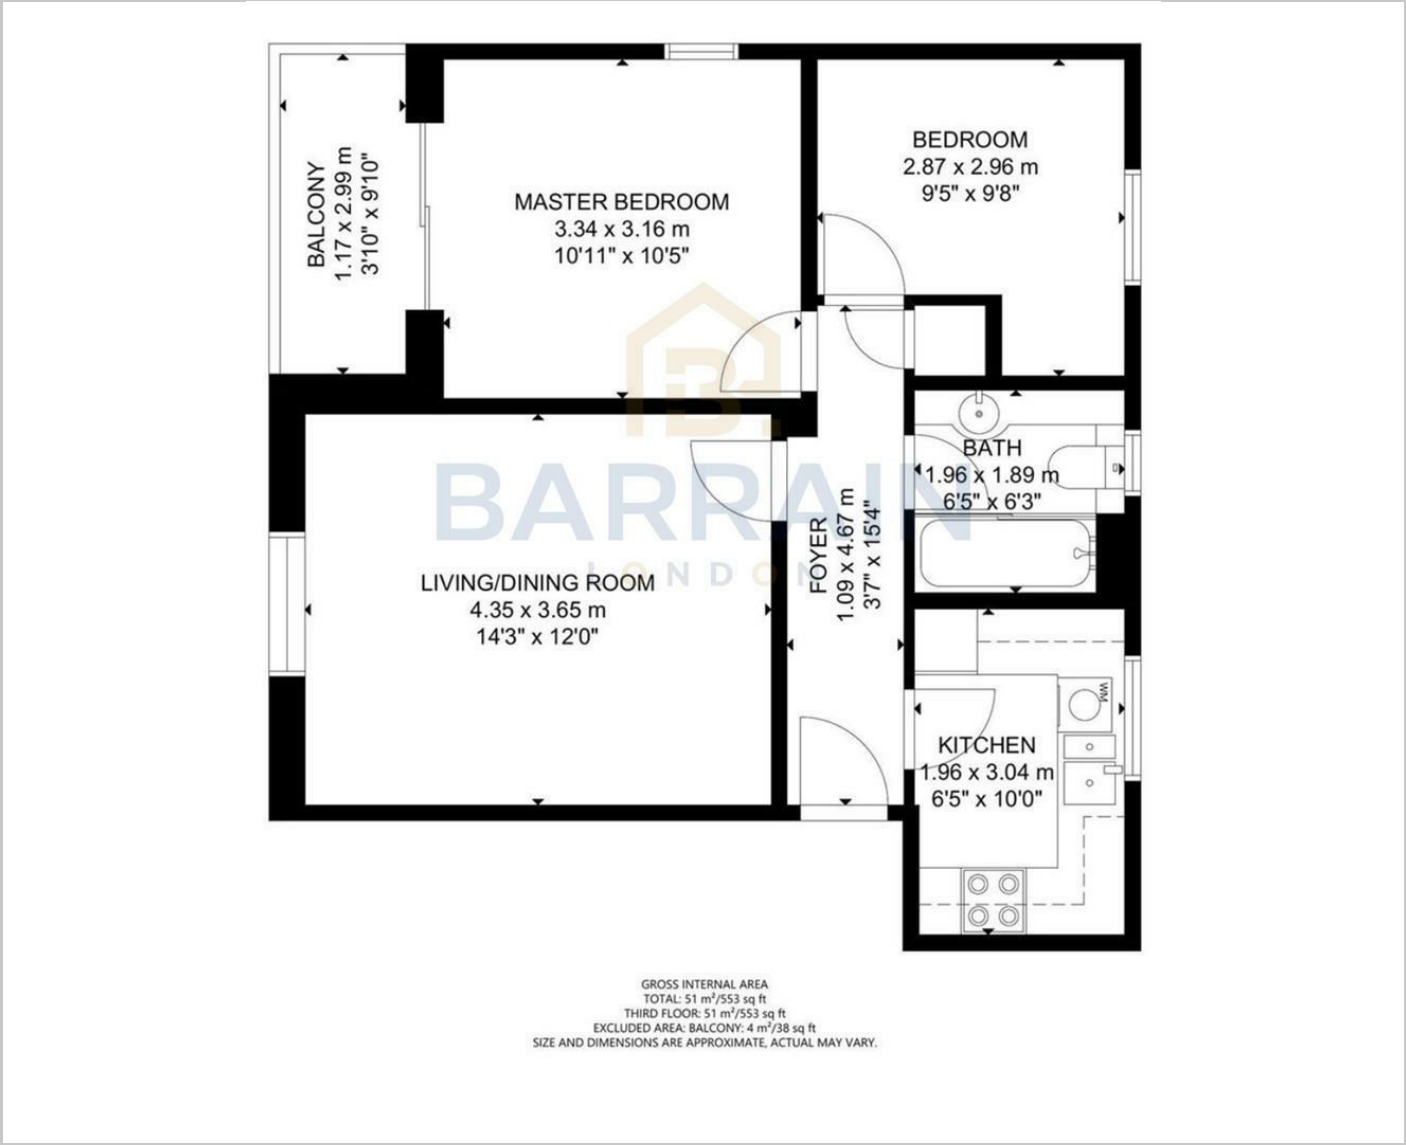 BALCONY
1.17 x 2.99 m
3'10" x 9'10"
MASTER BEDROOM
3.34 x 3.16 m
10'11" x 10'5"
BEDROOM
2.87 x 2.96 m
9'5" x 9'8"
BARRAIN
LONDON
BATH
1.96 x 1.89 m
6'5" x 6'3"
LIVING/DINING ROOM
4.35 x 3.65 m
14'3" x 12'0"
FOYER
1.09 x 4.67 m
3'7" x 15'4"
WM
KITCHEN
1.96 x 3.04 m
6'5" x 10'0"
GROSS INTERNAL AREA
TOTAL: 51 m²/553 sq ft
THIRD FLOOR: 51 m²/553 sq ft
EXCLUDED AREA: BALCONY: 4 m²/38 sq ft
SIZE AND DIMENSIONS ARE APPROXIMATE, ACTUAL MAY VARY.